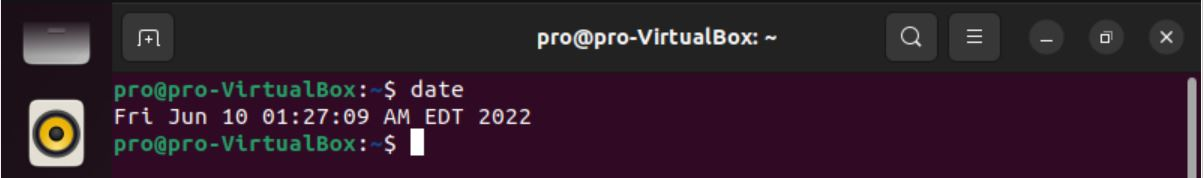 pro@pro-VirtualBox: ~
pro@pro-VirtualBox:~$ date
Fri Jun 10 01:27:09 AM EDT 2022
pro@pro-VirtualBox:~$